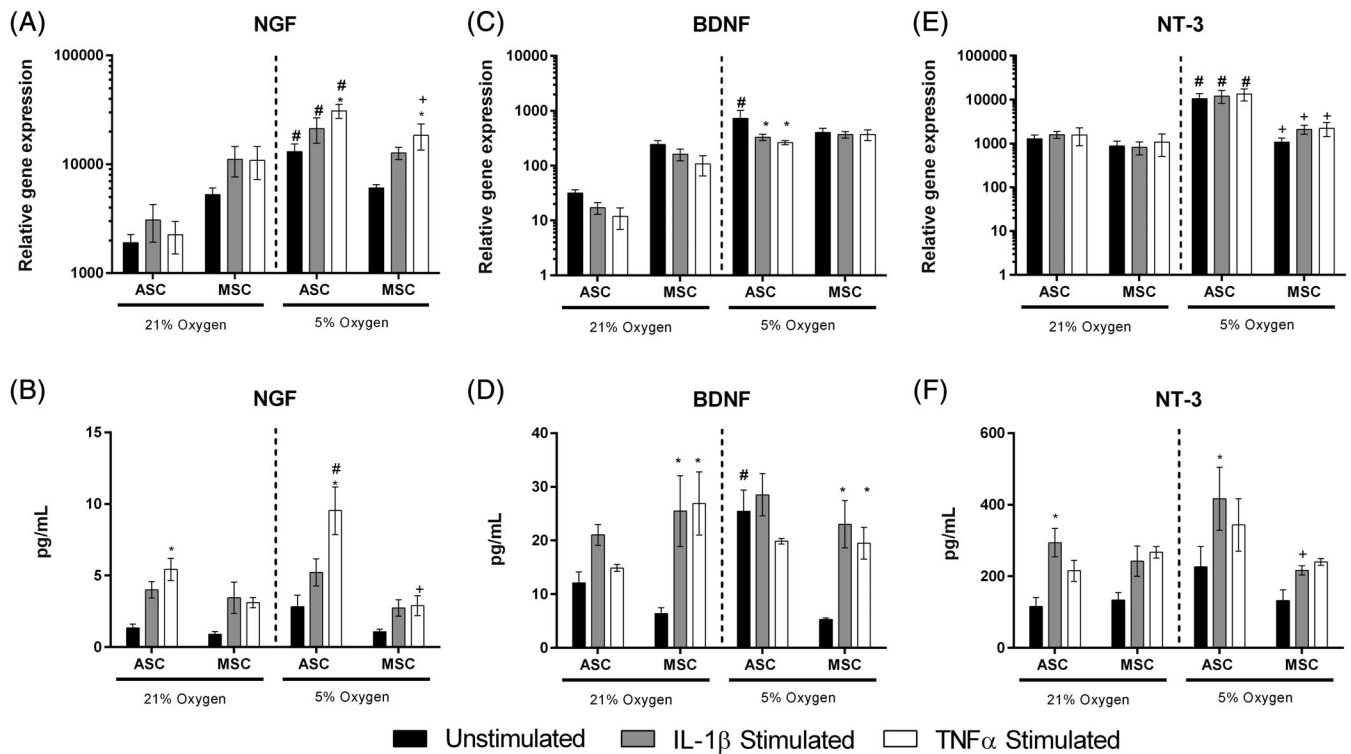 (A)
NGF
Relative gene expression
100000
10000
1000
#
#
#
*
+
*
ASC
MSC
ASC
MSC
21% Oxygen
5% Oxygen
(C)
BDNF
Relative gene expression
10000
1000
100
10
1
#
*
*
ASC
MSC
ASC
MSC
21% Oxygen
5% Oxygen
(E)
NT-3
Relative gene expression
100000
10000
1000
100
10
1
#
#
#
+
+
+
ASC
MSC
ASC
MSC
21% Oxygen
5% Oxygen
(B)
NGF
pg/mL
15
10
5
0
*
#
*
+
ASC
MSC
ASC
MSC
21% Oxygen
5% Oxygen
(D)
BDNF
pg/mL
40
30
20
10
0
*
*
#
*
*
ASC
MSC
ASC
MSC
21% Oxygen
5% Oxygen
(F)
NT-3
pg/mL
600
400
200
0
*
*
+
ASC
MSC
ASC
MSC
21% Oxygen
5% Oxygen
Unstimulated
IL-1β Stimulated
TNFα Stimulated